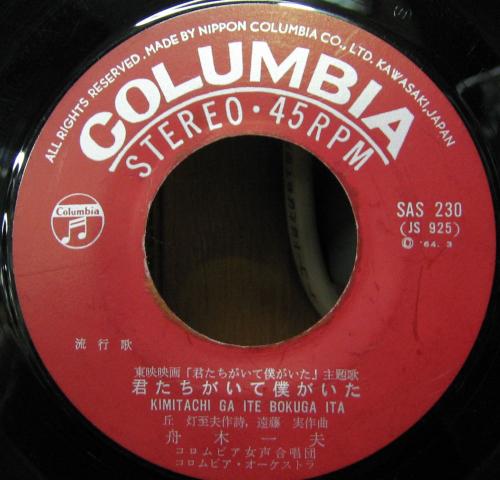 ALL RIGHTS RESERVED. MADE BY NIPPON COLUMBIA CO., LTD. KAWASAKI, JAPAN
COLUMBIA
STEREO・45RPM
Columbia
SAS 230
(JS 925)
Ⓟ '64. 3
流行歌
東映映画「君たちがいて僕がいた」主題歌
君たちがいて僕がいた
KIMITACHI GA ITE BOKUGA ITA
丘 灯至夫作詩, 遠藤 実作曲
舟木一夫
コロムビア女声合唱団
コロムビア・オーケストラ